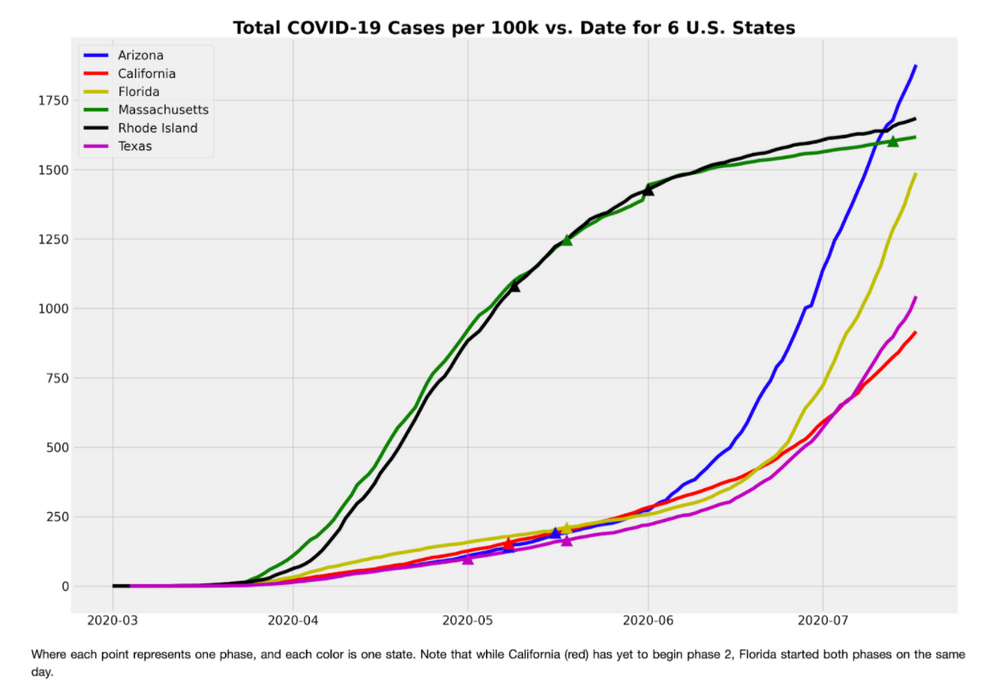 Total COVID-19 Cases per 100k vs. Date for 6 U.S. States
Arizona
California
Florida
Massachusetts
Rhode Island
Texas
1750
1500
1250
1000
750
500
250
0
2020-03 2020-04 2020-05 2020-06 2020-07
Where each point represents one phase, and each color is one state. Note that while California (red) has yet to begin phase 2, Florida started both phases on the same
day.